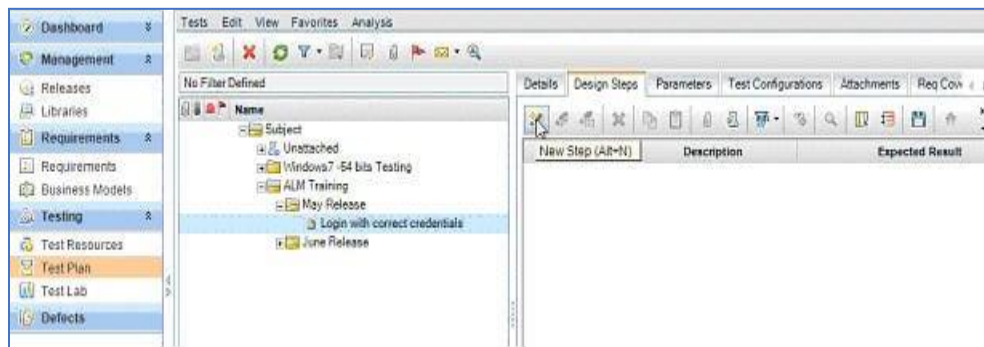 Dashboard
Management
Releases
Libraries
Requirements
Requirements
Business Models
Testing
Test Resources
Test Plan
Test Lab
Defects
Tests Edit View Favorites Analysis
No Filter Defined
Name
Subject
Unattached
Windows7 -64 bits Testing
ALM Training
May Release
Login with correct credentials
June Release
Details Design Steps Parameters Test Configurations Attachments Req Cov
New Step (Alt+N) Description Expected Result